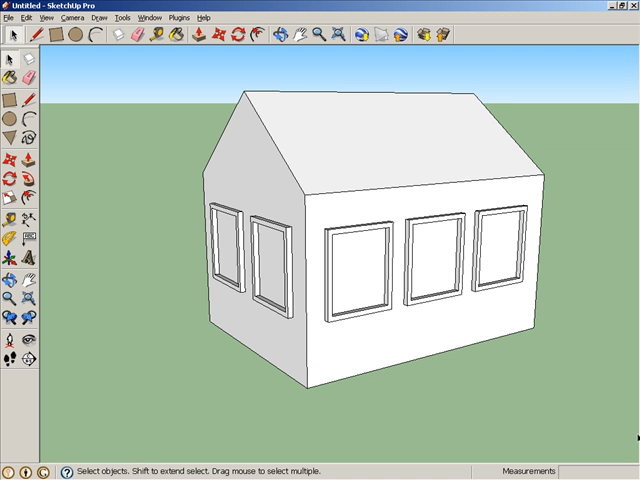 Untitled - SketchUp Pro
File Edit View Camera Draw Tools Window Plugins Help
ABC
Select objects. Shift to extend select. Drag mouse to select multiple.
Measurements